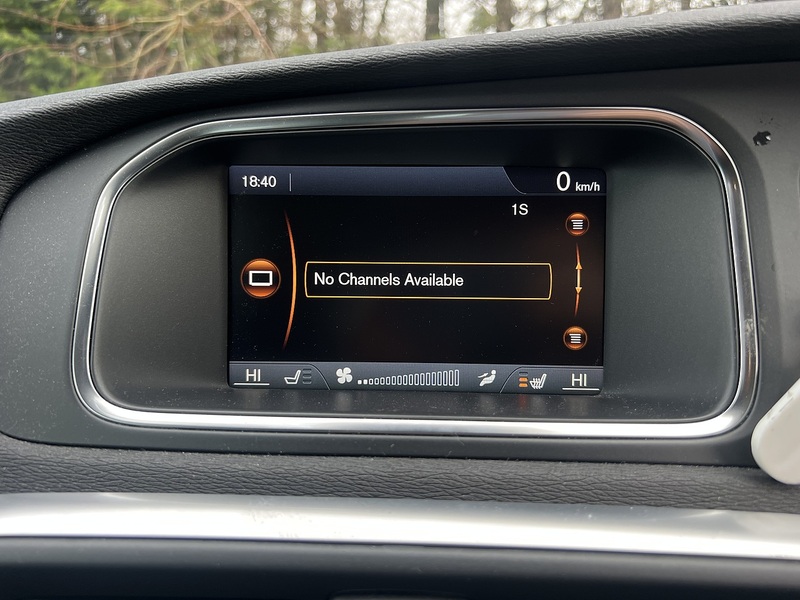 18:40
0 km/h
1S
No Channels Available
HI
HI